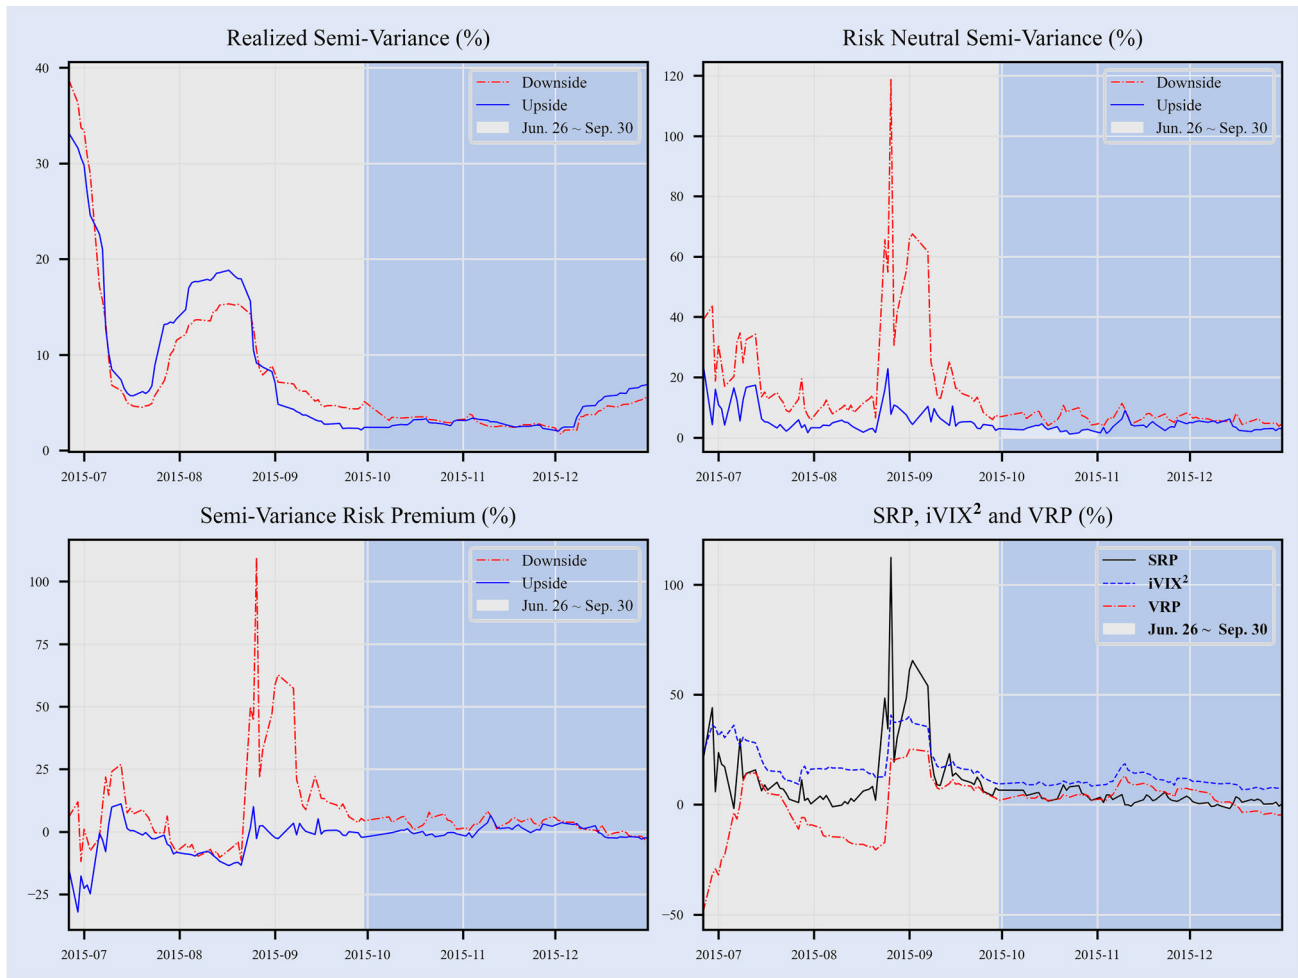 Realized Semi-Variance (%)
40
30
20
10
0
2015-07 2015-08 2015-09 2015-10 2015-11 2015-12
Downside
Upside
Jun. 26 ~ Sep. 30
Risk Neutral Semi-Variance (%)
120
100
80
60
40
20
0
2015-07 2015-08 2015-09 2015-10 2015-11 2015-12
Downside
Upside
Jun. 26 ~ Sep. 30
Semi-Variance Risk Premium (%)
100
75
50
25
0
−25
2015-07 2015-08 2015-09 2015-10 2015-11 2015-12
Downside
Upside
Jun. 26 ~ Sep. 30
SRP, iVIX² and VRP (%)
100
50
0
−50
2015-07 2015-08 2015-09 2015-10 2015-11 2015-12
SRP
iVIX²
VRP
Jun. 26 ~ Sep. 30